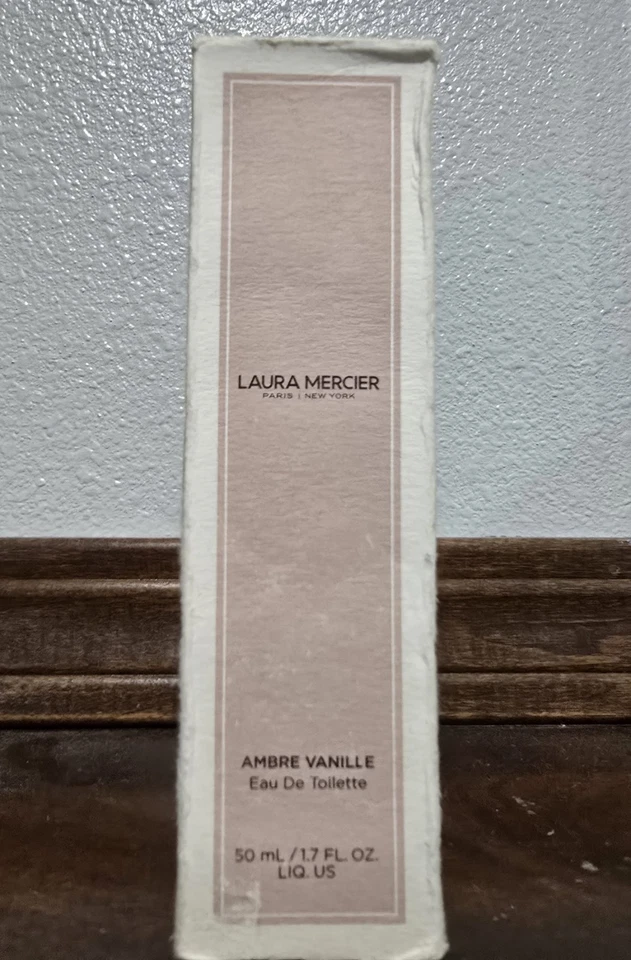 LAURA MERCIER
PARIS | NEW YORK
AMBRE VANILLE
Eau De Toilette
50 mL / 1.7 FL. OZ.
LIQ. US